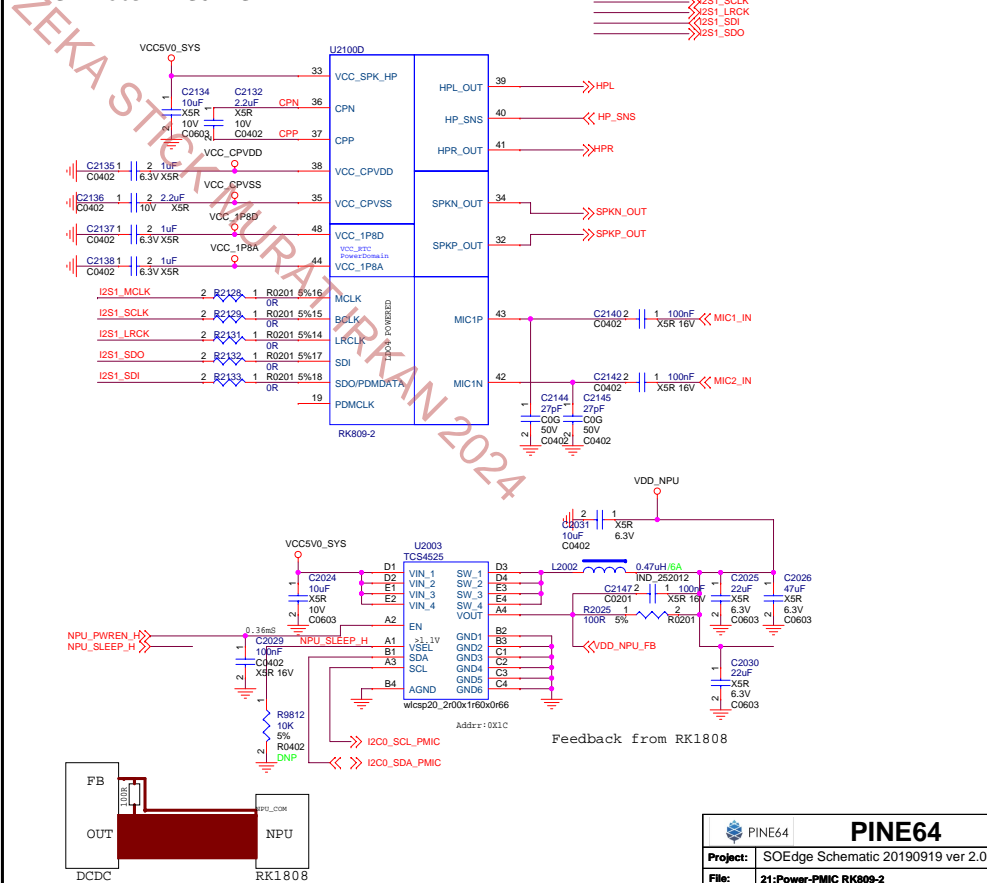 I2S1_SCLK
I2S1_LRCK
I2S1_SDI
I2S1_SDO
ZEKA STICK MURAT IRKAN 2024
VCC5V0_SYS
U2100D
33 VCC_SPK_HP
C2134
10uF
X5R
10V
C0603
C2132
2.2uF
X5R
10V
C0402
CPN 36 CPN
CPP 37 CPP
HPL_OUT 39 HPL
HP_SNS 40 HP_SNS
HPR_OUT 41 HPR
VCC_CPVDD
C2135 1 2 1uF
C0402 6.3V X5R
38 VCC_CPVDD
VCC_CPVSS
C2136 1 2 2.2uF
C0402 10V X5R
35 VCC_CPVSS
SPKN_OUT 34 SPKN_OUT
VCC_1P8D
C2137 1 2 1uF
C0402 6.3V X5R
48 VCC_1P8D
VCC_RTC
PowerDomain
SPKP_OUT 32 SPKP_OUT
VCC_1P8A
C2138 1 2 1uF
C0402 6.3V X5R
44 VCC_1P8A
I2S1_MCLK 2 R2128 1 R0201 5% 16 MCLK
0R
I2S1_SCLK 2 R2129 1 R0201 5% 15 BCLK
0R
I2S1_LRCK 2 R2131 1 R0201 5% 14 LRCLK
0R
I2S1_SDO 2 R2132 1 R0201 5% 17 SDI
0R
I2S1_SDI 2 R2133 1 R0201 5% 18 SDO/PDMDATA
0R
19 PDMCLK
LDO4 POWERED
RK809-2
MIC1P 43
C2140 2 1 100nF MIC1_IN
C0402 X5R 16V
MIC1N 42
C2142 2 1 100nF MIC2_IN
C0402 X5R 16V
C2144
27pF
C0G
50V
C0402
C2145
27pF
C0G
50V
C0402
VDD_NPU
C2031
10uF
C0402
2 1
X5R
6.3V
VCC5V0_SYS
U2003
TCS4525
C2024
10uF
X5R
10V
C0603
D1 VIN_1
D2 VIN_2
E1 VIN_3
E2 VIN_4
A2 EN
A1 VSEL >1.1V
B1 SDA
A3 SCL
B4 AGND
SW_1 D3
SW_2 D4
SW_3 E3
SW_4 E4
VOUT A4
GND1 B2
GND2 B3
GND3 C1
GND4 C2
GND5 C3
GND6 C4
wlcsp20_2r00x1r60x0r66
Addrr:0X1C
L2002 0.47uH/6A
IND_252012
C2147 2 1 100nF
C0201 X5R 16V
R2025 1 2
100R 5% R0201
VDD_NPU_FB
C2025
22uF
X5R
6.3V
C0603
C2026
47uF
X5R
6.3V
C0603
C2030
22uF
X5R
6.3V
C0603
Feedback from RK1808
NPU_PWREN_H
NPU_SLEEP_H
0.36mS
C2029
100nF
C0402
X5R 16V
NPU_SLEEP_H
R9812
10K
5%
R0402
DNP
I2C0_SCL_PMIC
I2C0_SDA_PMIC
FB
100R
OUT
DCDC
NPU_COM
NPU
RK1808
PINE64
PINE64
Project: SOEdge Schematic 20190919 ver 2.0
File: 21:Power-PMIC RK809-2